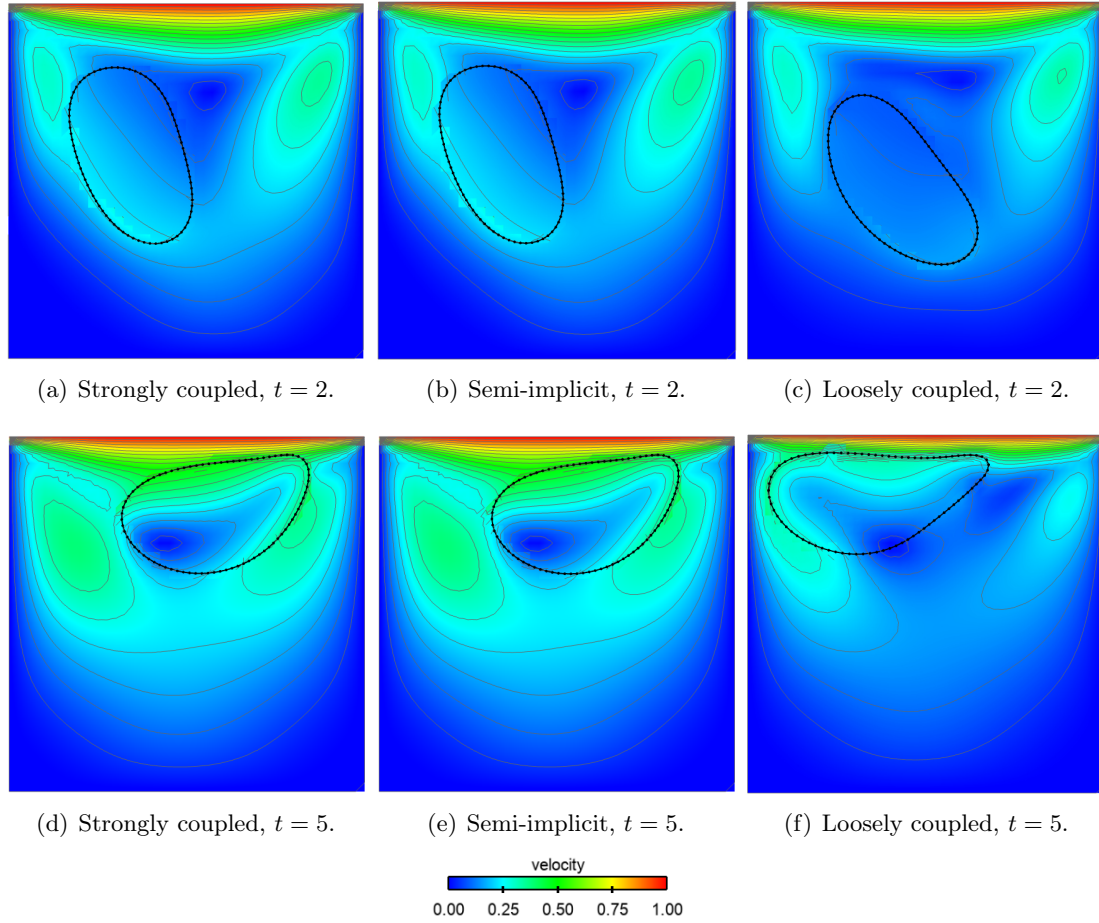 (a) Strongly coupled, t = 2.
(b) Semi-implicit, t = 2.
(c) Loosely coupled, t = 2.
(d) Strongly coupled, t = 5.
(e) Semi-implicit, t = 5.
(f) Loosely coupled, t = 5.
velocity
0.00 0.25 0.50 0.75 1.00